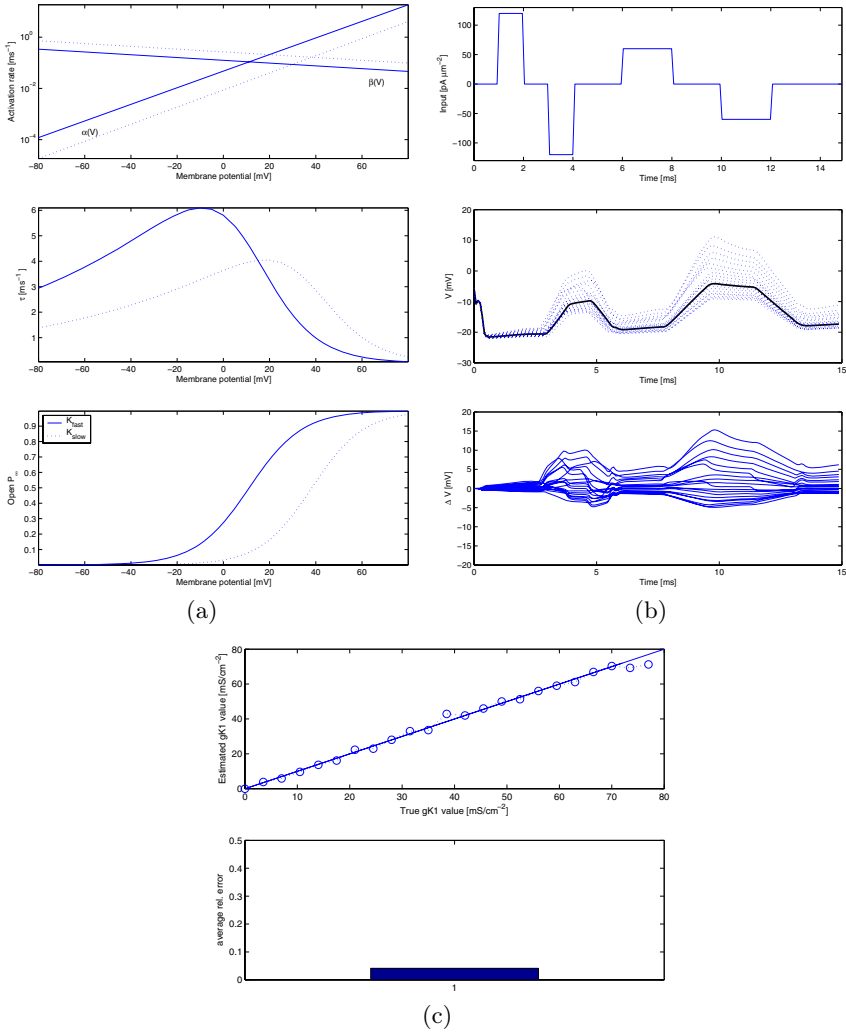 10^0
10^−2
10^−4
Activation rate [ms^-1]
α(V)
β(V)
−80 −60 −40 −20 0 20 40 60
Membrane potential [mV]
6
5
4
3
2
1
τ [ms^-1]
−80 −60 −40 −20 0 20 40 60
Membrane potential [mV]
K_fast
K_slow
0.9
0.8
0.7
0.6
0.5
0.4
0.3
0.2
0.1
Open P_∞
−80 −60 −40 −20 0 20 40 60
Membrane potential [mV]
(a)
100
50
0
−50
−100
Input [pA μm^-2]
0 2 4 6 8 10 12 14
Time [ms]
20
10
0
−10
−20
−30
V [mV]
0 5 10 15
Time [ms]
20
15
10
5
0
−5
−10
−15
−20
Δ V [mV]
0 5 10 15
Time [ms]
(b)
80
60
40
20
0
Estimated gK1 value [mS/cm^-2]
0 10 20 30 40 50 60 70 80
True gK1 value [mS/cm^-2]
0.5
0.4
0.3
0.2
0.1
0
average rel. error
1
(c)